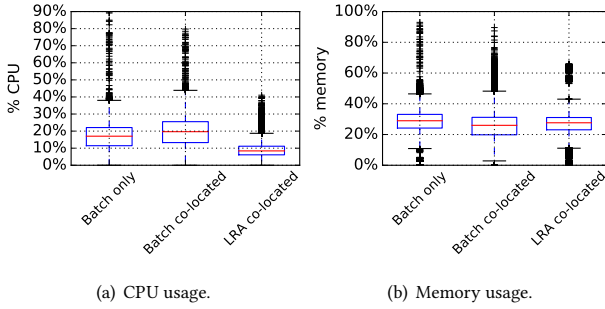 90%
80%
70%
60%
50%
40%
30%
20%
10%
0%
% CPU
Batch only
Batch co-located
LRA co-located
(a) CPU usage.
100%
80%
60%
40%
20%
0%
% memory
Batch only
Batch co-located
LRA co-located
(b) Memory usage.